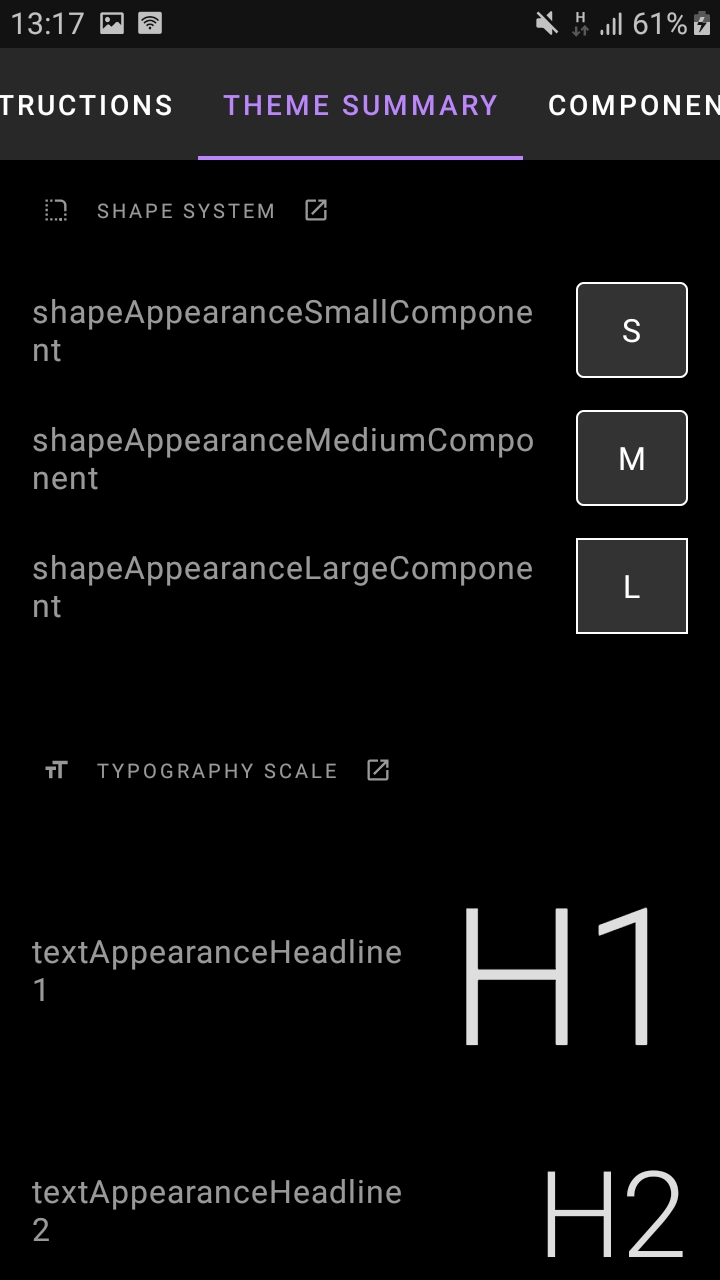 13:17 H 61%
TRUCTIONS THEME SUMMARY COMPONEN
SHAPE SYSTEM
shapeAppearanceSmallCompone
nt
S
shapeAppearanceMediumCompo
nent
M
shapeAppearanceLargeCompone
nt
L
TYPOGRAPHY SCALE
textAppearanceHeadline
1
H1
textAppearanceHeadline
2
H2